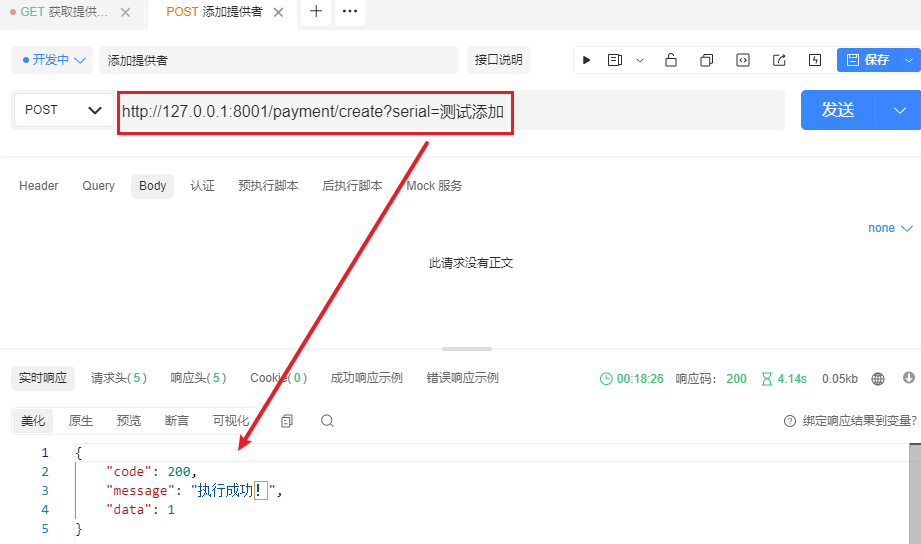 GET 获取提供... POST 添加提供者
开发中 添加提供者 接口说明 保存
POST http://127.0.0.1:8001/payment/create?serial=测试添加 发送
Header Query Body 认证 预执行脚本 后执行脚本 Mock 服务
none
此请求没有正文
实时响应 请求头(5) 响应头(5) Cookie(0) 成功响应示例 错误响应示例 00:18:26 响应码: 200 4.14s 0.05kb
美化 原生 预览 断言 可视化 绑定响应结果到变量?
1 {
2 "code": 200,
3 "message": "执行成功！",
4 "data": 1
5 }